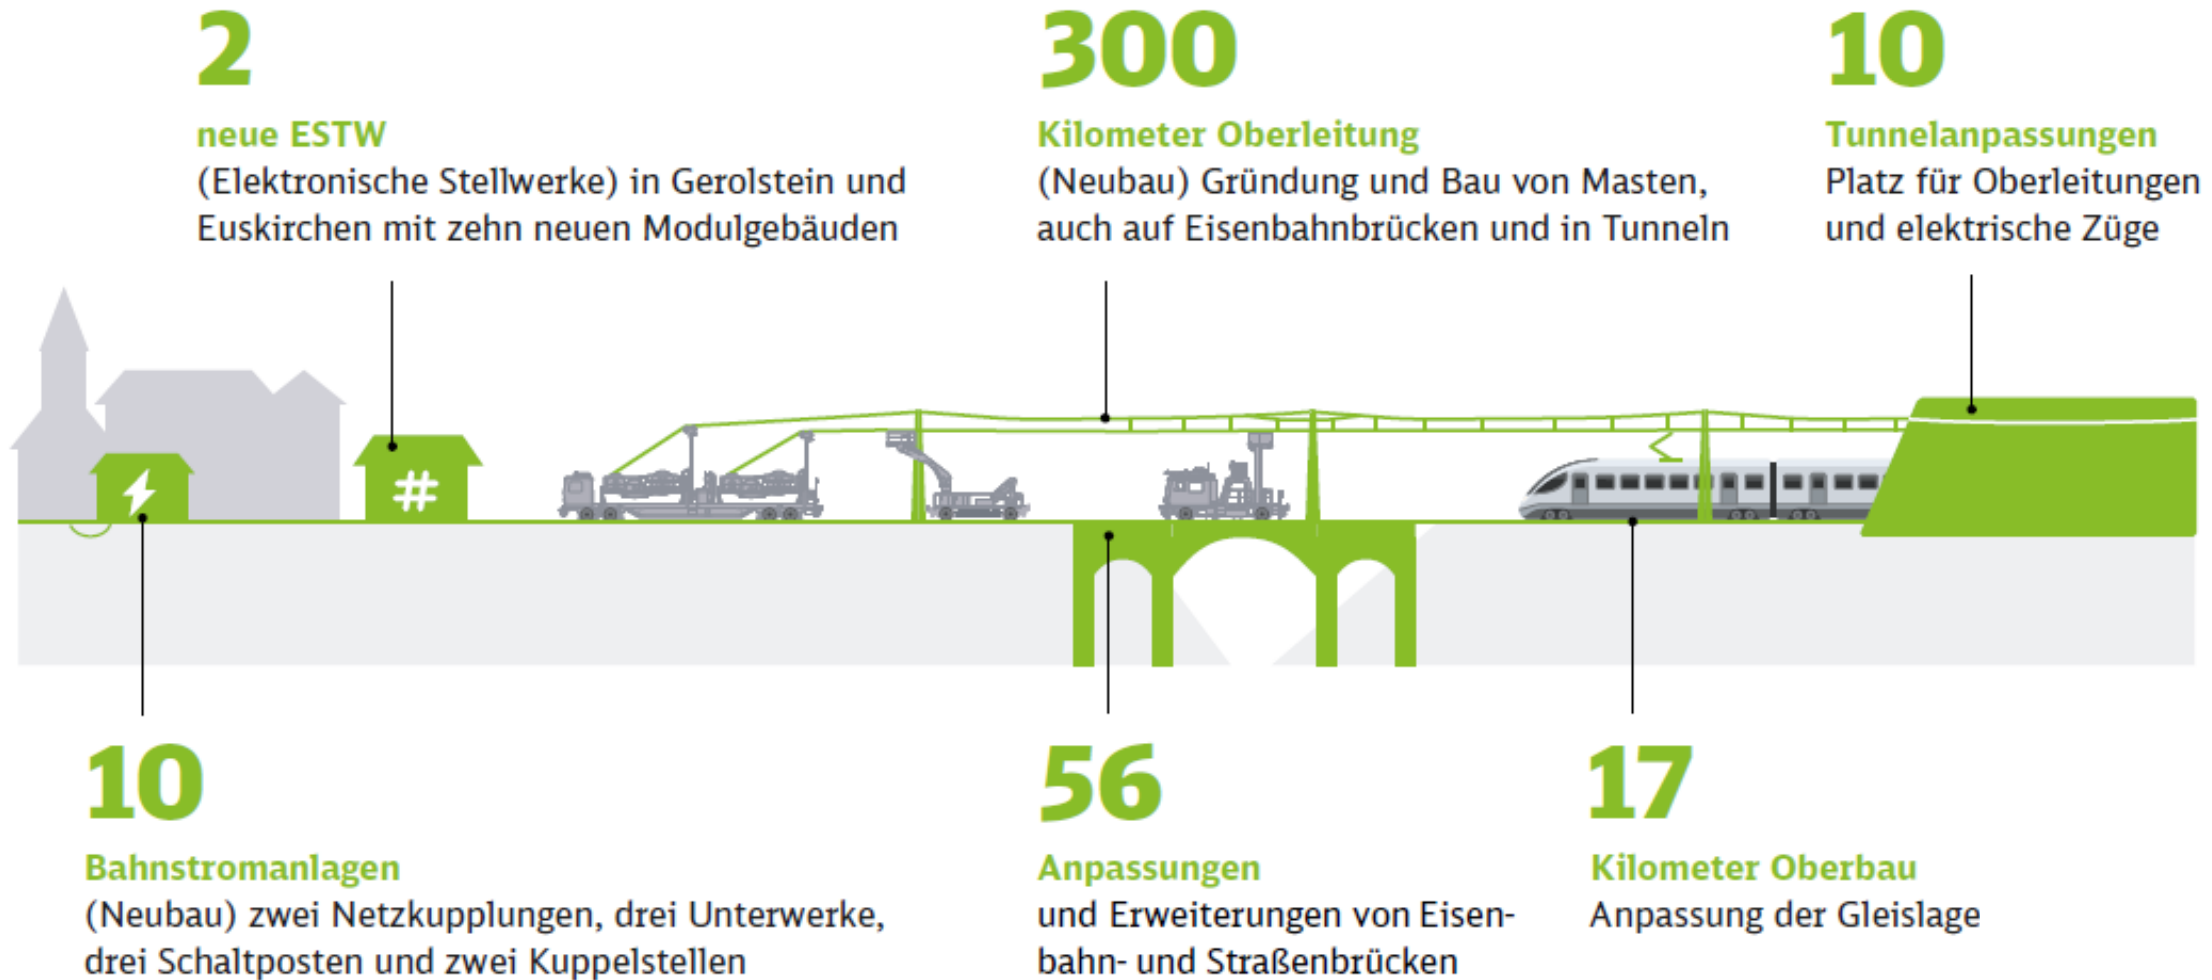 2
neue ESTW
(Elektronische Stellwerke) in Gerolstein und
Euskirchen mit zehn neuen Modulgebäuden
300
Kilometer Oberleitung
(Neubau) Gründung und Bau von Masten,
auch auf Eisenbahnbrücken und in Tunneln
10
Tunnelanpassungen
Platz für Oberleitungen
und elektrische Züge
#
10
Bahnstromanlagen
(Neubau) zwei Netzkupplungen, drei Unterwerke,
drei Schaltposten und zwei Kuppelstellen
56
Anpassungen
und Erweiterungen von Eisen-
bahn- und Straßenbrücken
17
Kilometer Oberbau
Anpassung der Gleislage